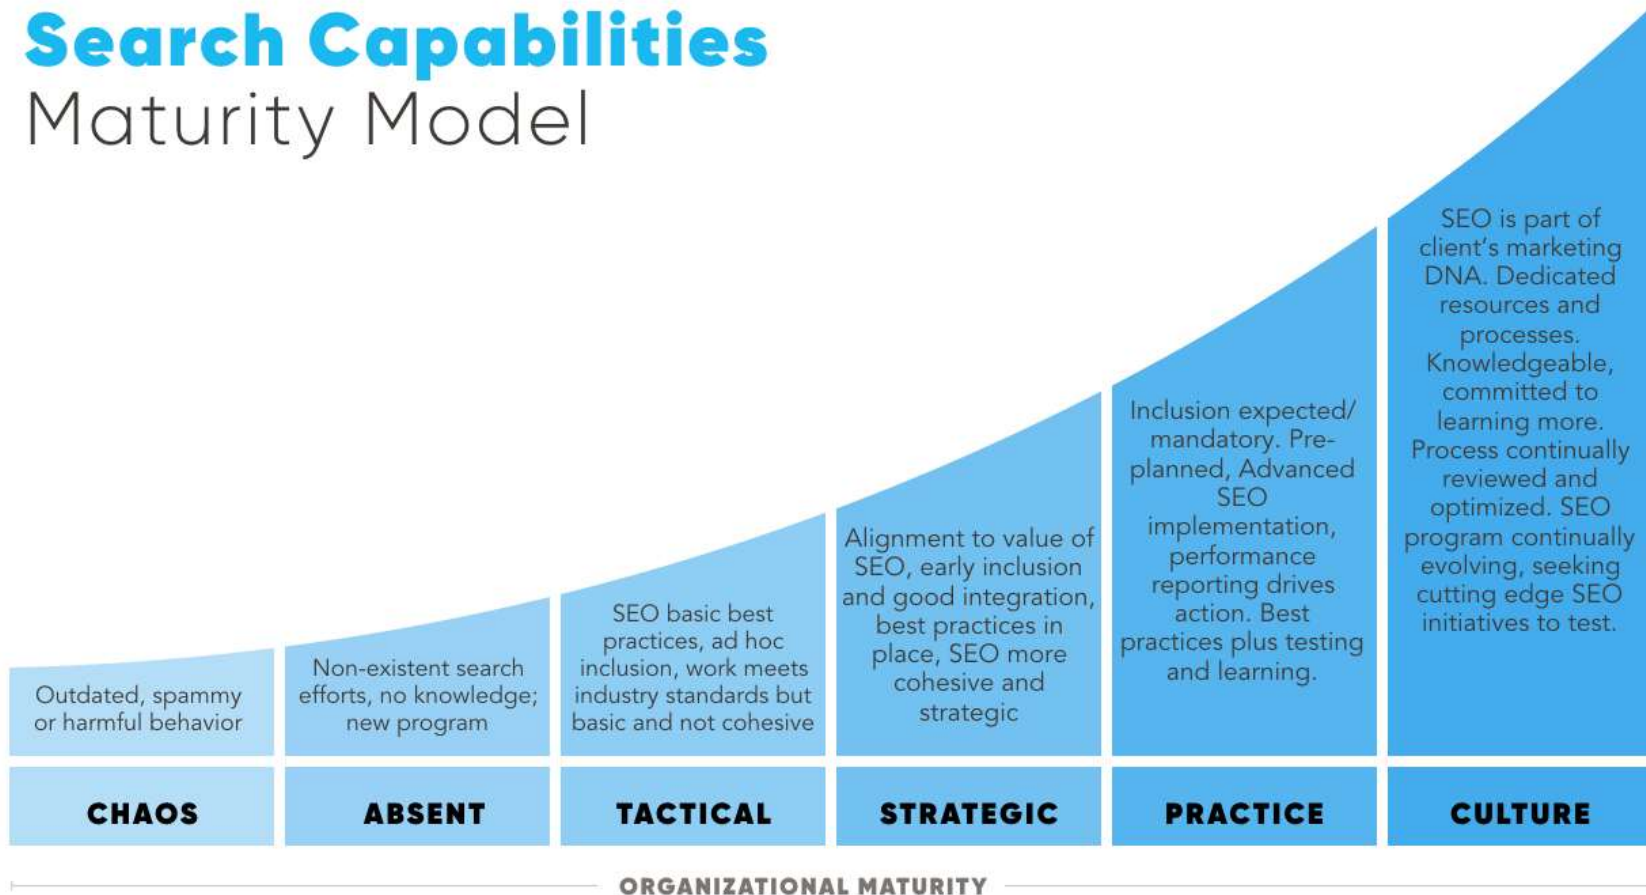 Search Capabilities
Maturity Model
Outdated, spammy
or harmful behavior
Non-existent search
efforts, no knowledge;
new program
SEO basic best
practices, ad hoc
inclusion, work meets
industry standards but
basic and not cohesive
Alignment to value of
SEO, early inclusion
and good integration,
best practices in
place, SEO more
cohesive and
strategic
Inclusion expected/
mandatory. Pre-
planned, Advanced
SEO
implementation,
performance
reporting drives
action. Best
practices plus testing
and learning.
SEO is part of
client's marketing
DNA. Dedicated
resources and
processes.
Knowledgeable,
committed to
learning more.
Process continually
reviewed and
optimized. SEO
program continually
evolving, seeking
cutting edge SEO
initiatives to test.
CHAOS
ABSENT
TACTICAL
STRATEGIC
PRACTICE
CULTURE
ORGANIZATIONAL MATURITY